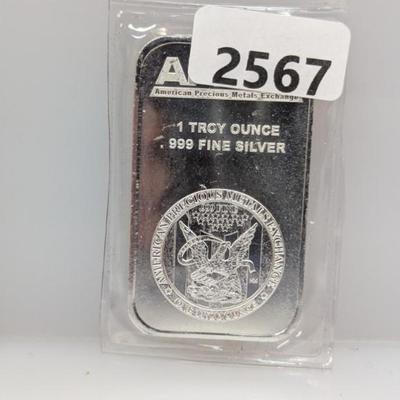 2567
American Precious Metals Exchange
1 TROY OUNCE
.999 FINE SILVER
AMERICAN PRECIOUS METALS EXCHANGE